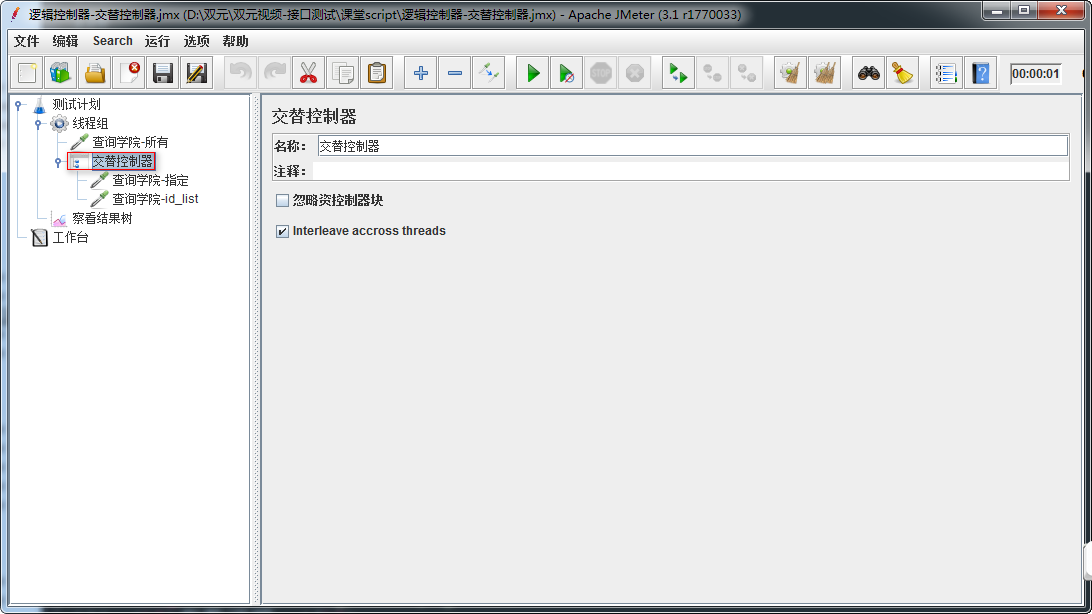 逻辑控制器-交替控制器.jmx (D:\双元\双元视频-接口测试\课堂script\逻辑控制器-交替控制器.jmx) - Apache JMeter (3.1 r1770033)
文件 编辑 Search 运行 选项 帮助
STOP 00:00:01
测试计划
线程组
查询学院-所有
交替控制器
查询学院-指定
查询学院-id_list
察看结果树
工作台
交替控制器
名称： 交替控制器
注释：
忽略资控制器块
Interleave accross threads